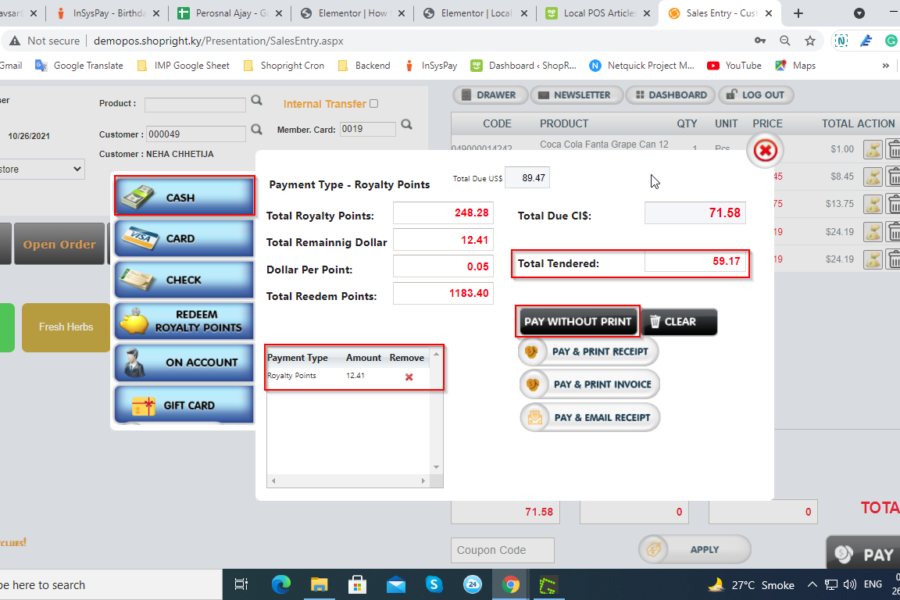 avsar
InSysPay - Birthda
Perosnal Ajay - G
Elementor | How
Elementor | Local
Local POS Article
Sales Entry - Cus
Not secure | demopos.shopright.ky/Presentation/SalesEntry.aspx
Gmail
Google Translate
IMP Google Sheet
Shopright Cron
Backend
InSysPay
Dashboard ‹ ShopR...
Netquick Project M...
YouTube
Maps
»
Product :
Internal Transfer
10/26/2021
Customer : 000049
Member. Card: 0019
Customer : NEHA CHHETIJA
store
DRAWER
NEWSLETTER
DASHBOARD
LOG OUT
CODE PRODUCT QTY UNIT PRICE TOTAL ACTION
049000014242 Coca Cola Fanta Grape Can 12 1 Pcs $1.00
45 $8.45
75 $13.75
19 $24.19
19 $24.19
Open Order
Fresh Herbs
CASH
CARD
CHECK
REDEEM
ROYALTY POINTS
ON ACCOUNT
GIFT CARD
Payment Type - Royalty Points
Total Due US$ 89.47
Total Royalty Points: 248.28
Total Due CI$: 71.58
Total Remainnig Dollar 12.41
Dollar Per Point: 0.05
Total Tendered: 59.17
Total Reedem Points: 1183.40
PAY WITHOUT PRINT
CLEAR
PAY & PRINT RECEIPT
PAY & PRINT INVOICE
PAY & EMAIL RECEIPT
Payment Type Amount Remove
Royalty Points 12.41
71.58 0 0
TOTA
Coupon Code
APPLY
PAY
pe here to search
24
27°C Smoke
ENG